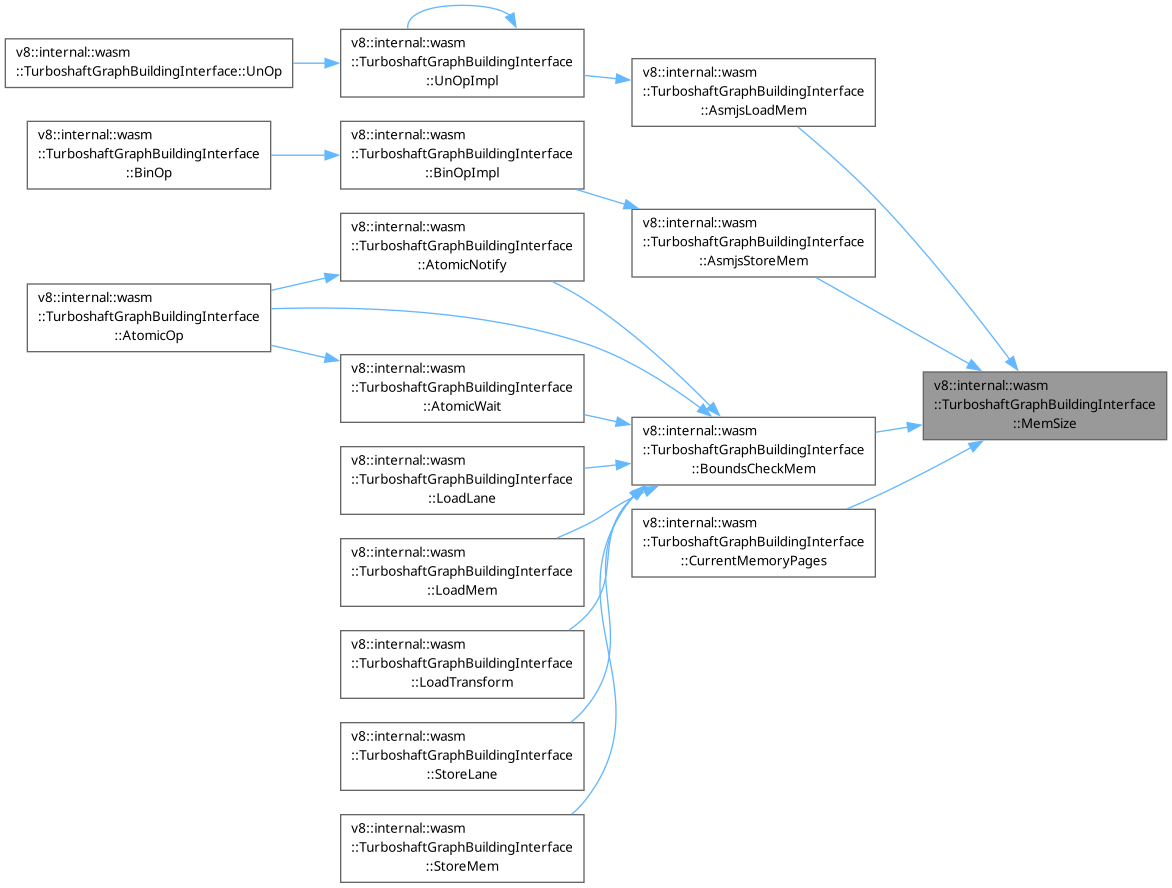 v8::internal::wasm
::TurboshaftGraphBuildingInterface::UnOp
v8::internal::wasm
::TurboshaftGraphBuildingInterface
::BinOp
v8::internal::wasm
::TurboshaftGraphBuildingInterface
::AtomicOp
v8::internal::wasm
::TurboshaftGraphBuildingInterface
::UnOpImpl
v8::internal::wasm
::TurboshaftGraphBuildingInterface
::BinOpImpl
v8::internal::wasm
::TurboshaftGraphBuildingInterface
::AtomicNotify
v8::internal::wasm
::TurboshaftGraphBuildingInterface
::AtomicWait
v8::internal::wasm
::TurboshaftGraphBuildingInterface
::LoadLane
v8::internal::wasm
::TurboshaftGraphBuildingInterface
::LoadMem
v8::internal::wasm
::TurboshaftGraphBuildingInterface
::LoadTransform
v8::internal::wasm
::TurboshaftGraphBuildingInterface
::StoreLane
v8::internal::wasm
::TurboshaftGraphBuildingInterface
::StoreMem
v8::internal::wasm
::TurboshaftGraphBuildingInterface
::AsmjsLoadMem
v8::internal::wasm
::TurboshaftGraphBuildingInterface
::AsmjsStoreMem
v8::internal::wasm
::TurboshaftGraphBuildingInterface
::BoundsCheckMem
v8::internal::wasm
::TurboshaftGraphBuildingInterface
::CurrentMemoryPages
v8::internal::wasm
::TurboshaftGraphBuildingInterface
::MemSize